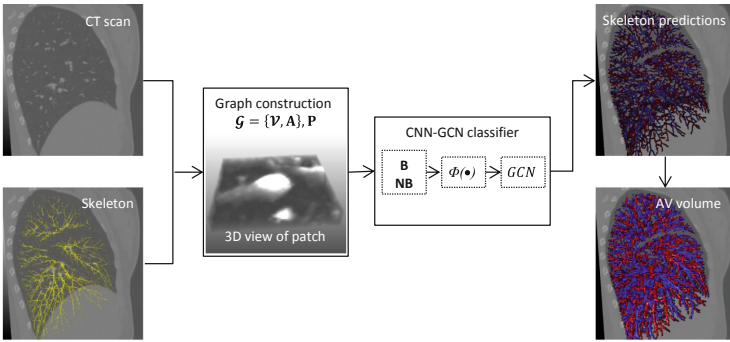 CT scan
Skeleton
Graph construction
𝓖 = {𝓥, A}, P
3D view of patch
CNN-GCN classifier
B
NB
Φ(•)
GCN
Skeleton predictions
AV volume